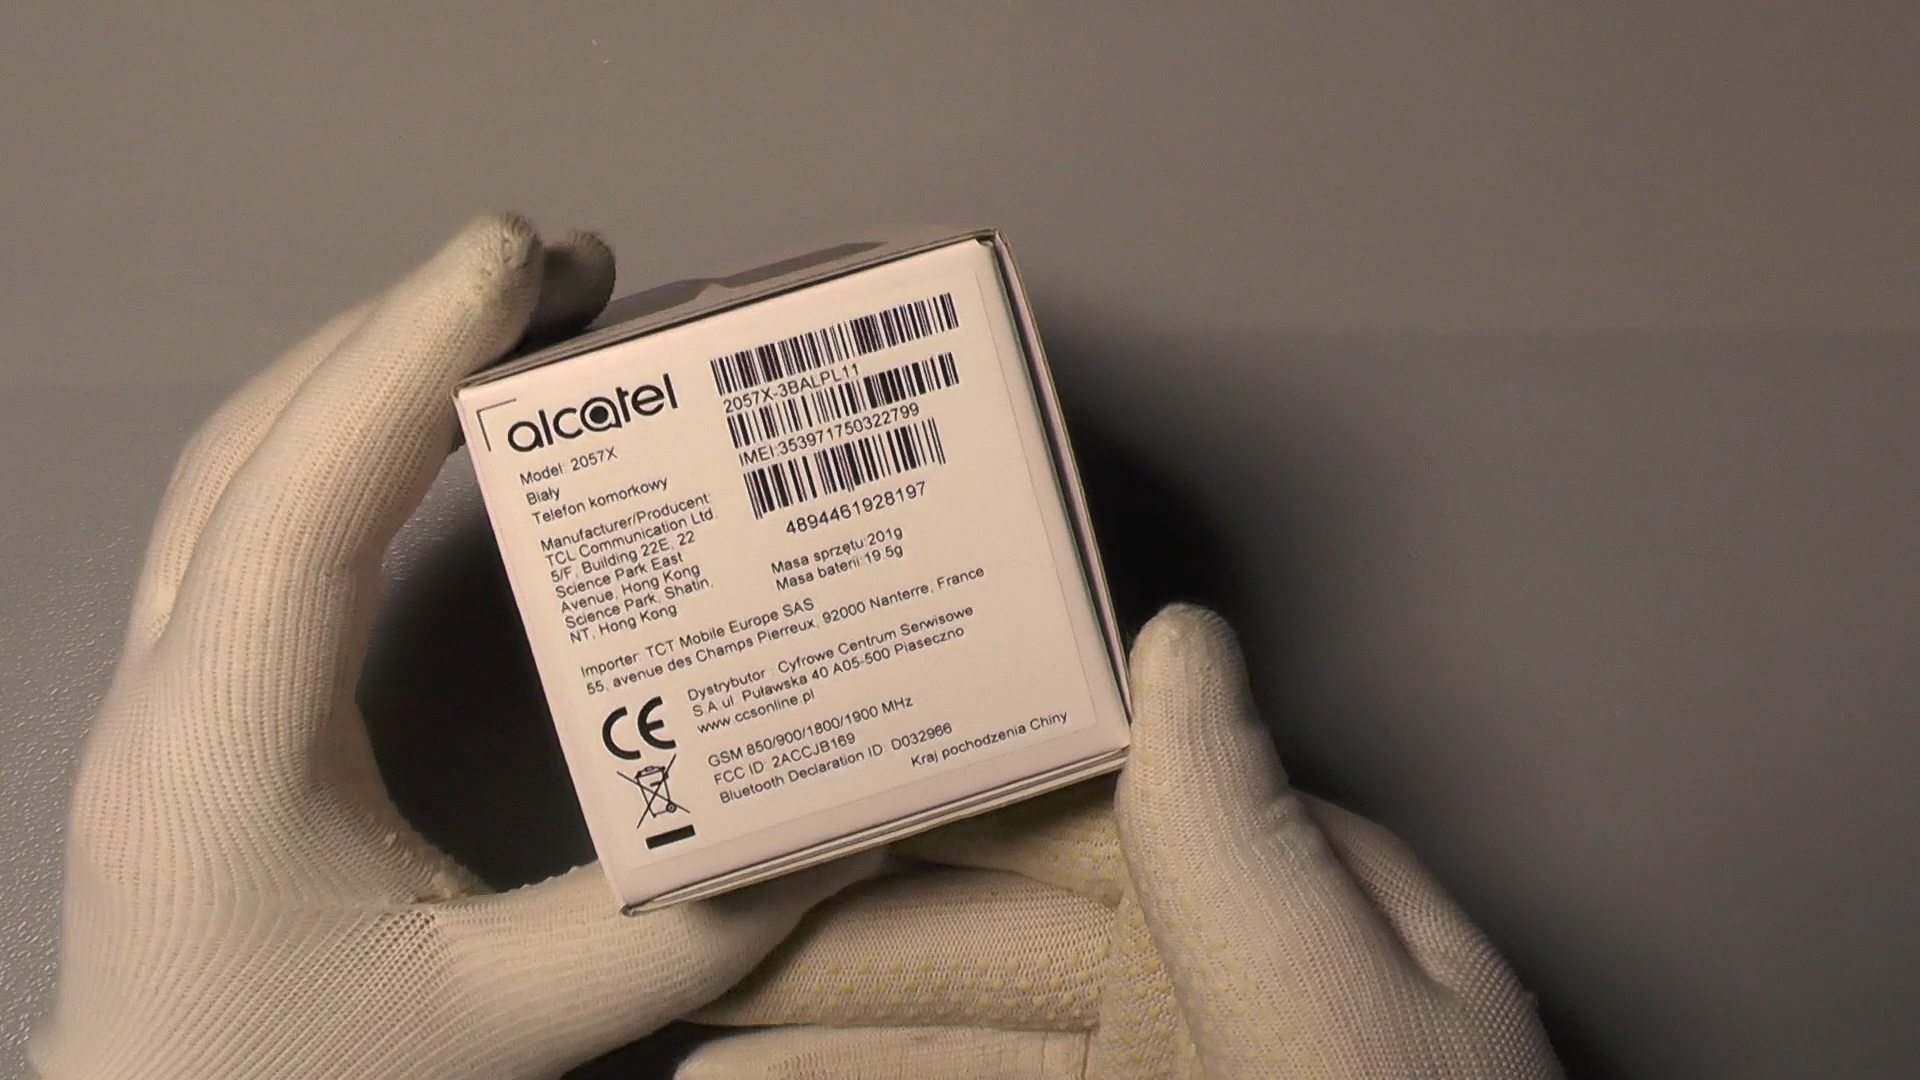 alcatel
Model: 2057X
Biały
Telefon komorkowy
Manufacturer/Producent:
TCL Communication Ltd.
5/F, Building 22E, 22
Science Park East
Avenue, Hong Kong
Science Park, Shatin,
NT, Hong Kong
2057X-3BALPL11
IMEI:353971750322799
4894461928197
Masa sprzętu:201g
Masa baterii:19.5g
Importer: TCT Mobile Europe SAS
55, avenue des Champs Pierreux, 92000 Nanterre, France
Dystrybutor : Cyfrowe Centrum Serwisowe
S.A.ul. Puławska 40 A05-500 Piaseczno
www.ccsonline.pl
CE
GSM 850/900/1800/1900 MHz
FCC ID: 2ACCJB169
Bluetooth Declaration ID: D032966
Kraj pochodzenia Chiny